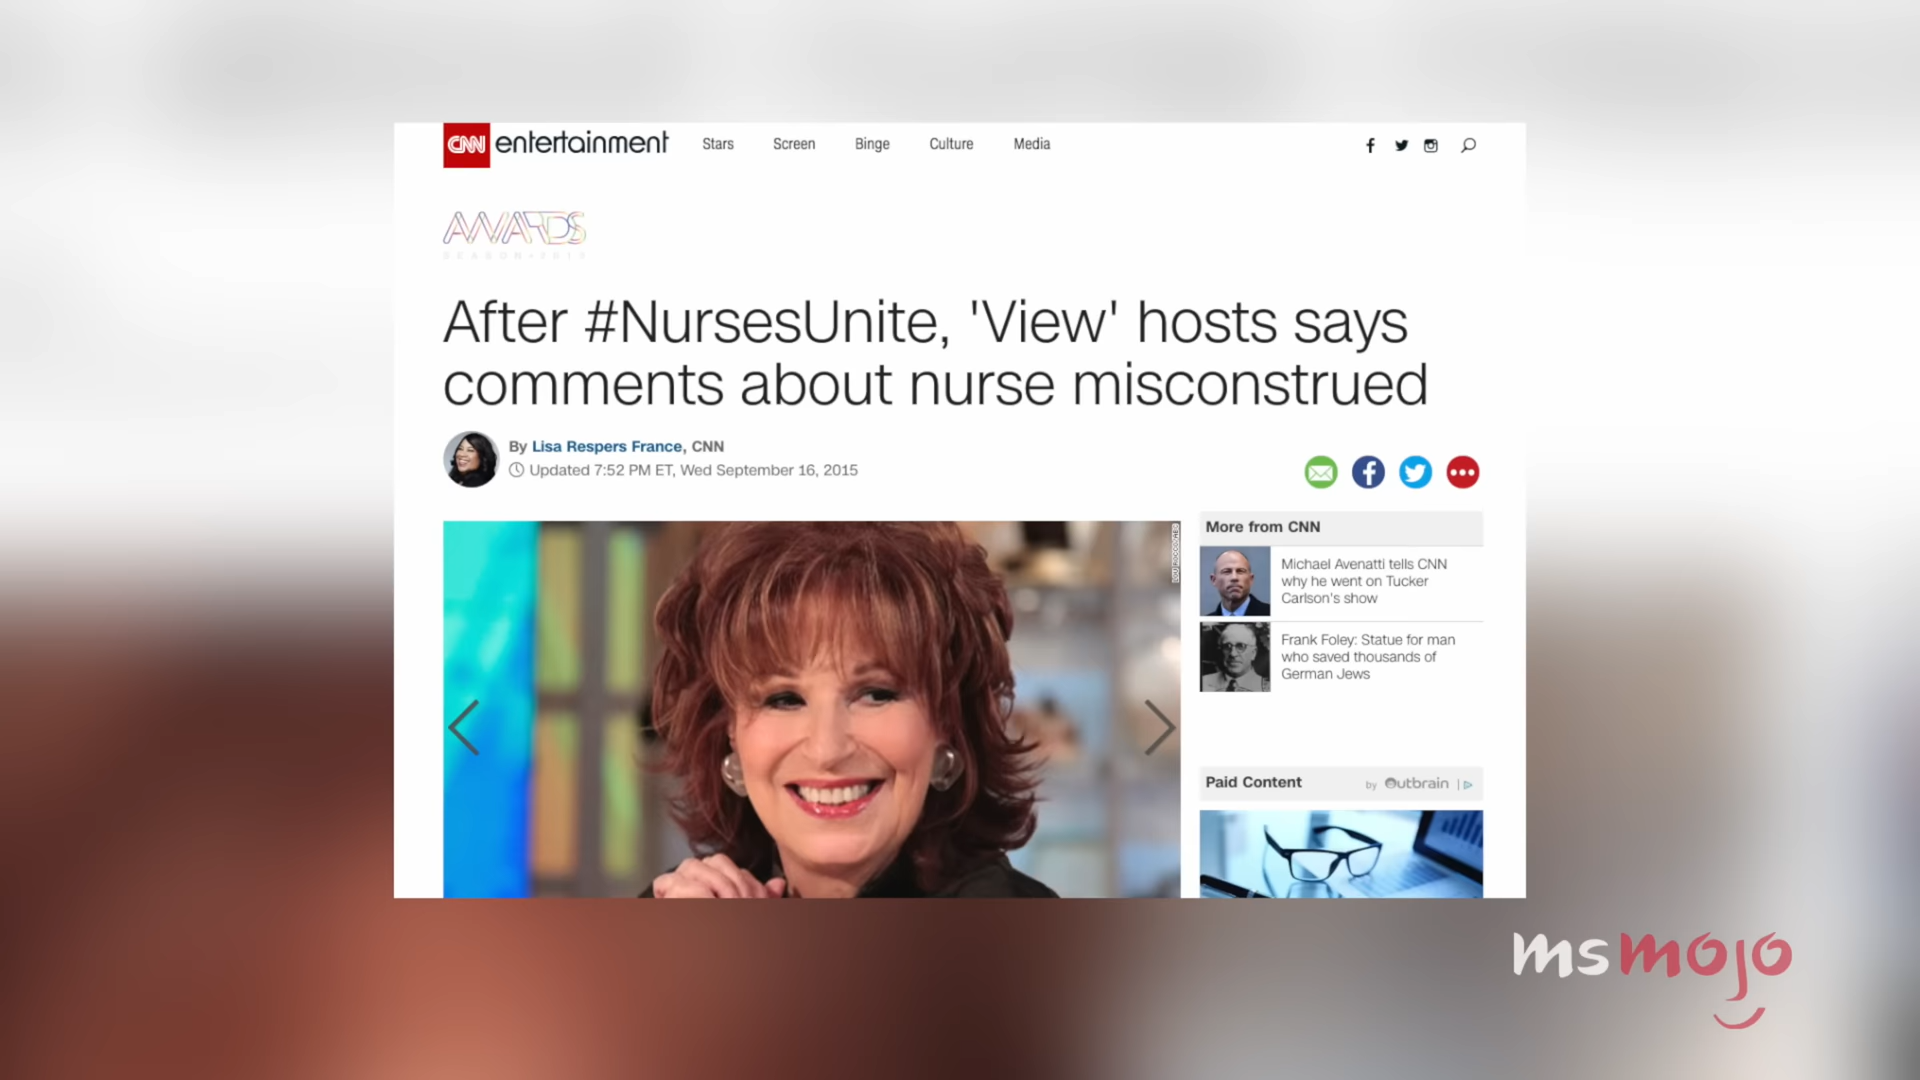 CNN entertainment Stars Screen Binge Culture Media
AWARDS
SEASON
After #NursesUnite, 'View' hosts says
comments about nurse misconstrued
By Lisa Respers France, CNN
Updated 7:52 PM ET, Wed September 16, 2015
More from CNN
Michael Avenatti tells CNN
why he went on Tucker
Carlson's show
Frank Foley: Statue for man
who saved thousands of
German Jews
Paid Content by Outbrain
msmojo